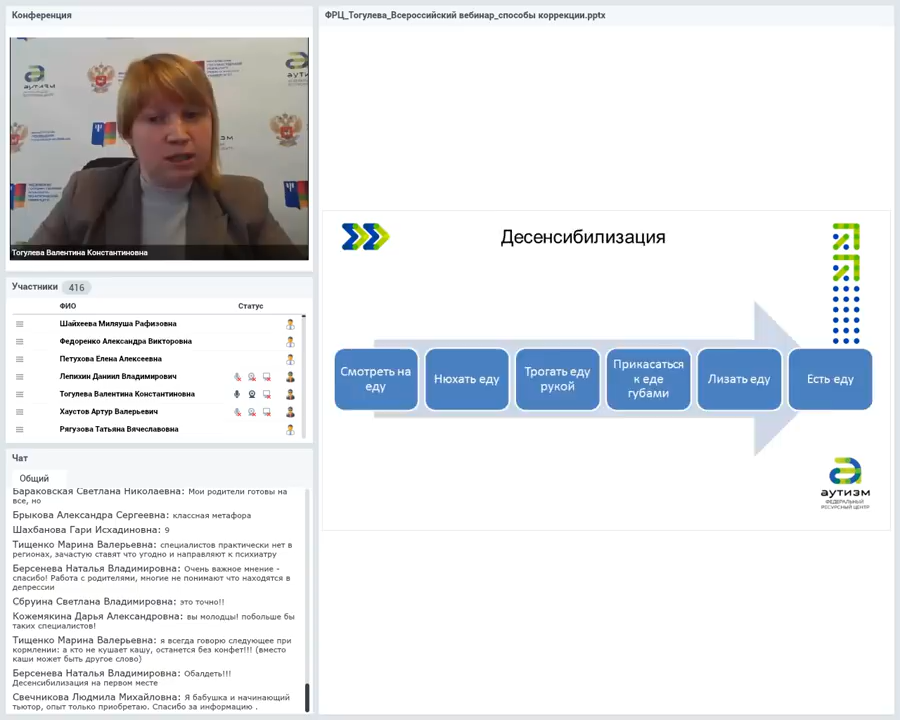 Конференция
Тогулева Валентина Константиновна
Участники 416
ФИО Статус
Шайхеева Миляуша Рафизовна
Федоренко Александра Викторовна
Петухова Елена Алексеевна
Лепихин Даниил Владимирович
Тогулева Валентина Константиновна
Хаустов Артур Валерьевич
Рягузова Татьяна Вячеславовна
Чат
Общий
Бараковская Светлана Николаевна: Мои родители готовы на
все, но
Брыкова Александра Сергеевна: классная метафора
Шахбанова Гари Исхадиновна: 9
Тищенко Марина Валерьевна: специалистов практически нет в
регионах, зачастую ставят что угодно и направляют к психиатру
Берсенева Наталья Владимировна: Очень важное мнение -
спасибо! Работа с родителями, многие не понимают что находятся в
депрессии
Сбруина Светлана Владимировна: это точно!!
Кожемякина Дарья Александровна: вы молодцы! побольше бы
таких специалистов!
Тищенко Марина Валерьевна: я всегда говорю следующее при
кормлении: а кто не кушает кашу, останется без конфет!!! (вместо
каши может быть другое слово)
Берсенева Наталья Владимировна: Обалдеть!!!
Десенсибилизация на первом месте
Свечникова Людмила Михайловна: Я бабушка и начинающий
тьютор, опыт только приобретаю. Спасибо за информацию .
ФРЦ_Тогулева_Всероссийский вебинар_способы коррекции.pptx
Десенсибилизация
Смотреть на
еду
Нюхать еду
Трогать еду
рукой
Прикасаться
к еде
губами
Лизать еду
Есть еду
аутизм
ФЕДЕРАЛЬНЫЙ
РЕСУРСНЫЙ ЦЕНТР